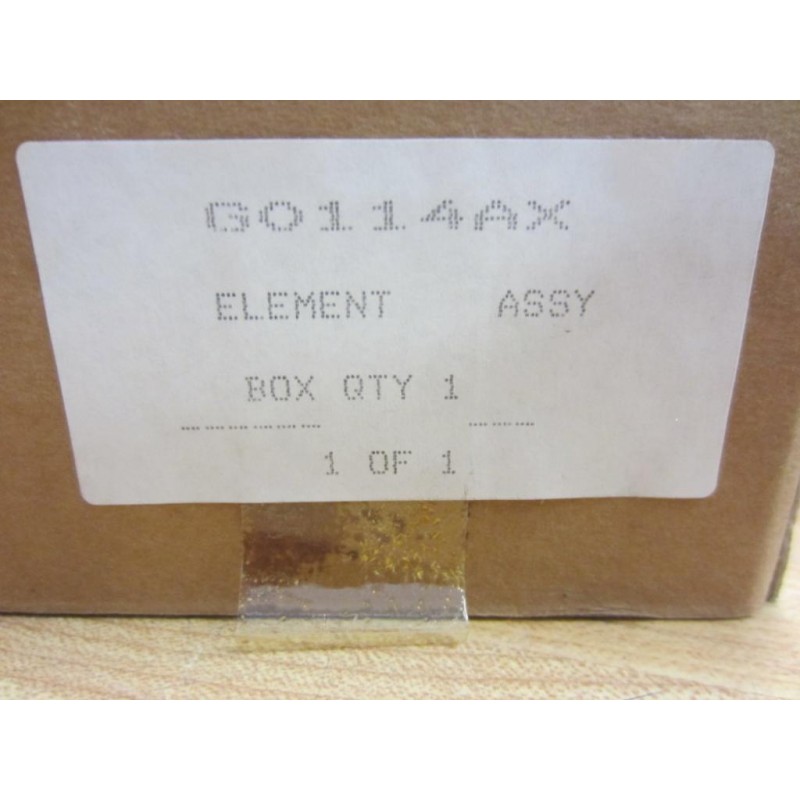 G0114AX
ELEMENT ASSY
BOX QTY 1
1 OF 1